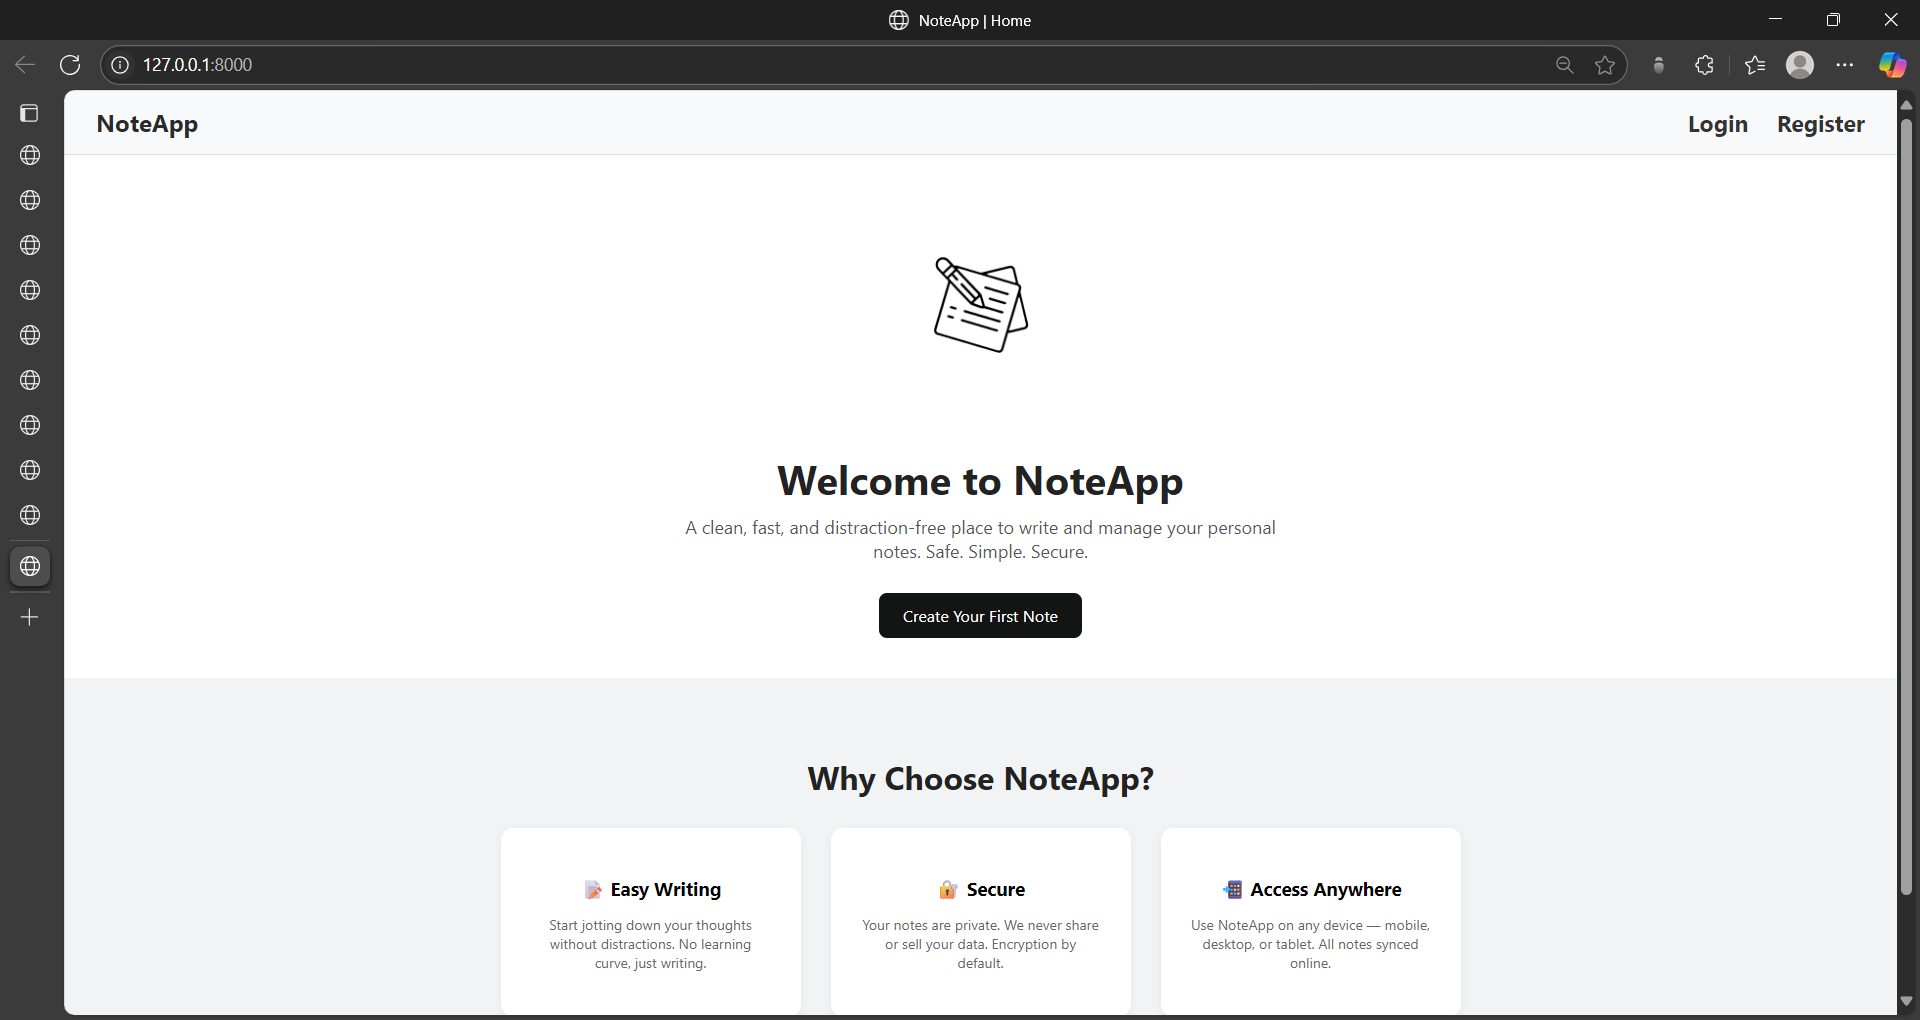 NoteApp | Home
127.0.0.1:8000
NoteApp
Login Register
Welcome to NoteApp
A clean, fast, and distraction-free place to write and manage your personal
notes. Safe. Simple. Secure.
Create Your First Note
Why Choose NoteApp?
Easy Writing
Start jotting down your thoughts
without distractions. No learning
curve, just writing.
Secure
Your notes are private. We never share
or sell your data. Encryption by
default.
Access Anywhere
Use NoteApp on any device — mobile,
desktop, or tablet. All notes synced
online.